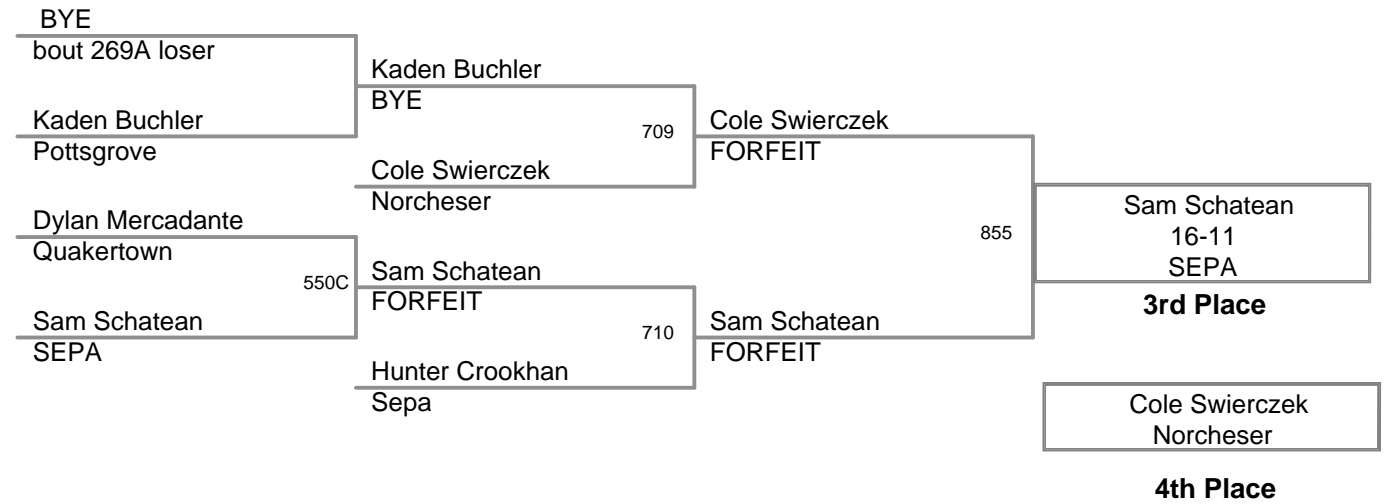 BYE
bout 269A loser
Kaden Buchler
BYE
Kaden Buchler
Pottsgrove
709
Cole Swierczek
FORFEIT
Cole Swierczek
Norcheser
Dylan Mercadante
Quakertown
855
Sam Schatean
16-11
SEPA
3rd Place
550C
Sam Schatean
FORFEIT
Sam Schatean
SEPA
710
Sam Schatean
FORFEIT
Hunter Crookhan
Sepa
Cole Swierczek
Norcheser
4th Place